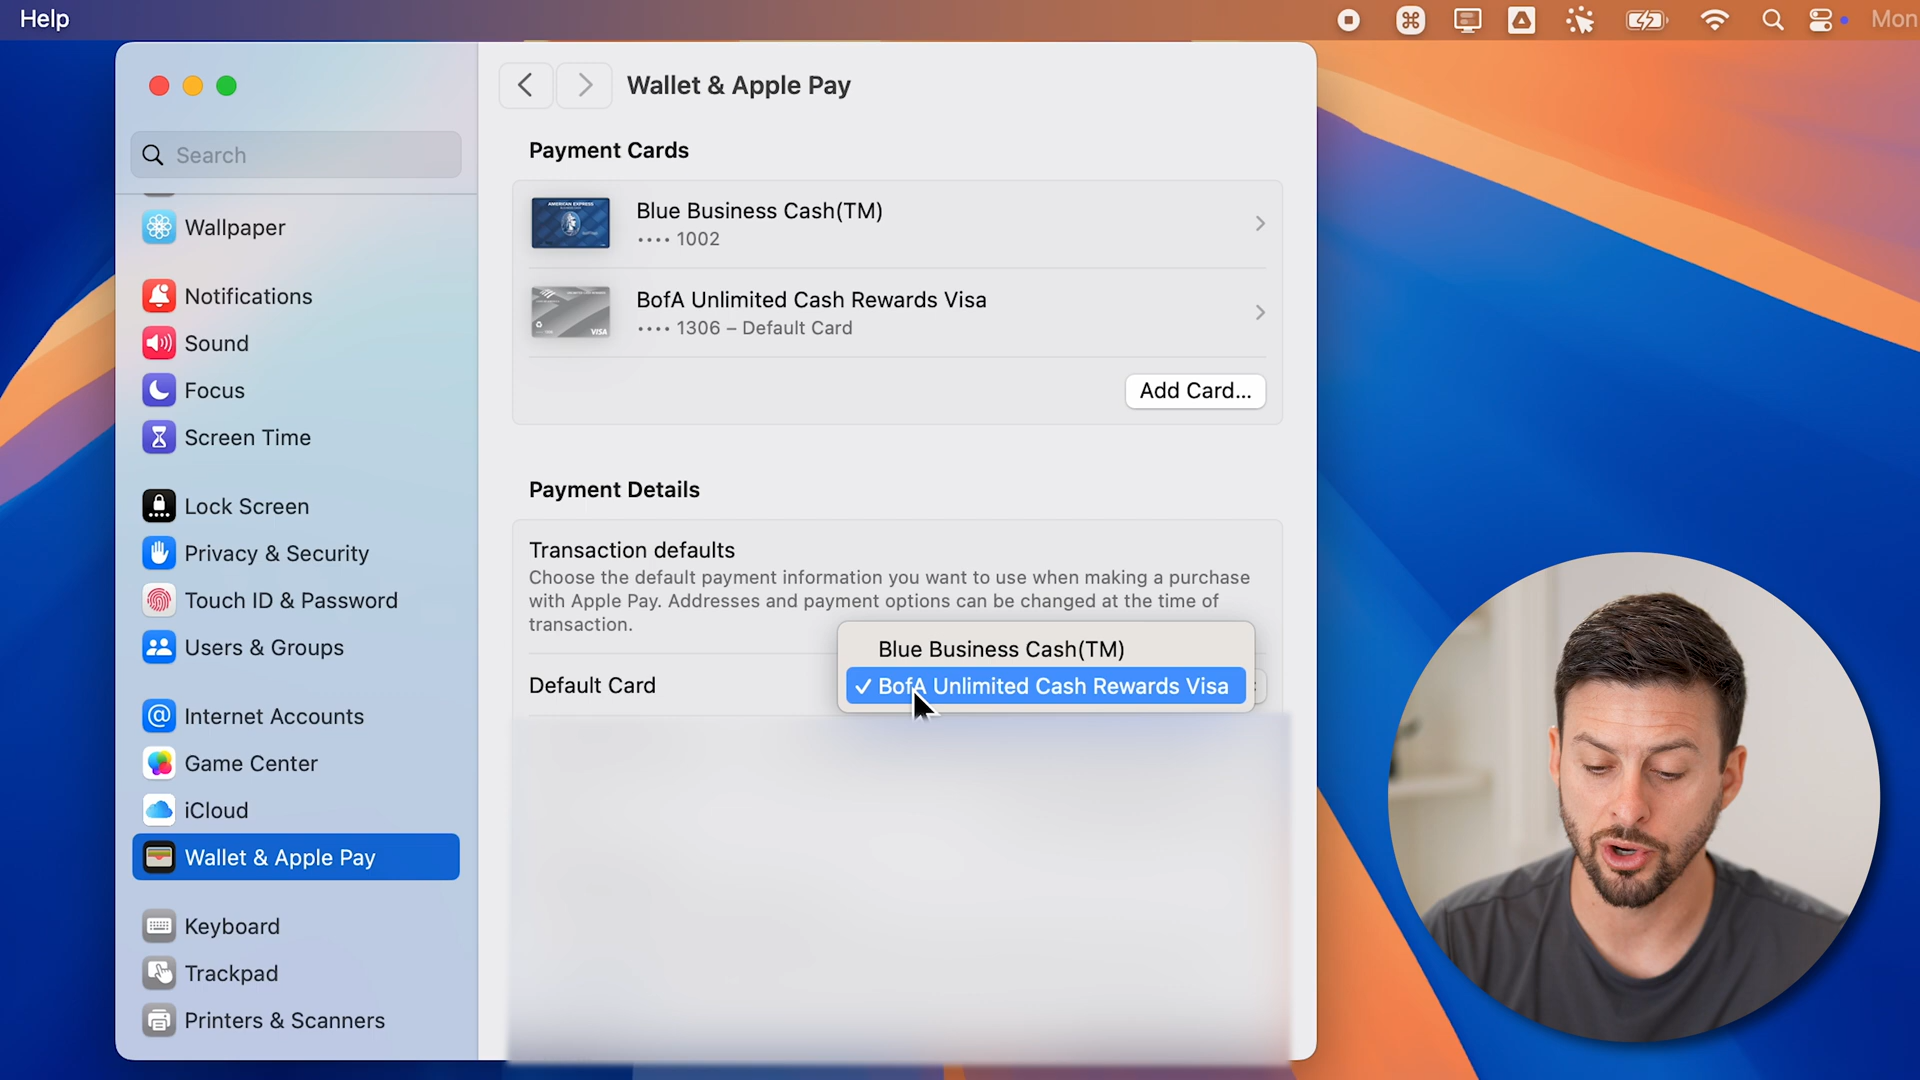 Help
Mon
Wallet & Apple Pay
Search
Wallpaper
Notifications
Sound
Focus
Screen Time
Lock Screen
Privacy & Security
Touch ID & Password
Users & Groups
Internet Accounts
Game Center
iCloud
Wallet & Apple Pay
Keyboard
Trackpad
Printers & Scanners
Payment Cards
AMERICAN EXPRESS
Blue Business Cash(TM)
•••• 1002
VISA
BofA Unlimited Cash Rewards Visa
•••• 1306 – Default Card
Add Card...
Payment Details
Transaction defaults
Choose the default payment information you want to use when making a purchase
with Apple Pay. Addresses and payment options can be changed at the time of
transaction.
Default Card
Blue Business Cash(TM)
✓ BofA Unlimited Cash Rewards Visa